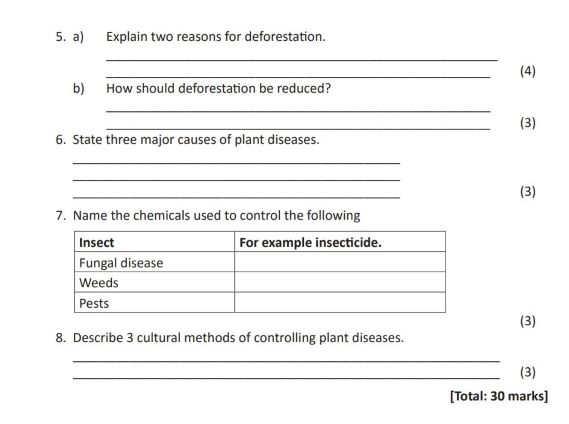 5. a) Explain two reasons for deforestation.
(4)
b) How should deforestation be reduced?
(3)
6. State three major causes of plant diseases.
(3)
7. Name the chemicals used to control the following
Insect For example insecticide.
Fungal disease
Weeds
Pests
(3)
8. Describe 3 cultural methods of controlling plant diseases.
(3)
[Total: 30 marks]